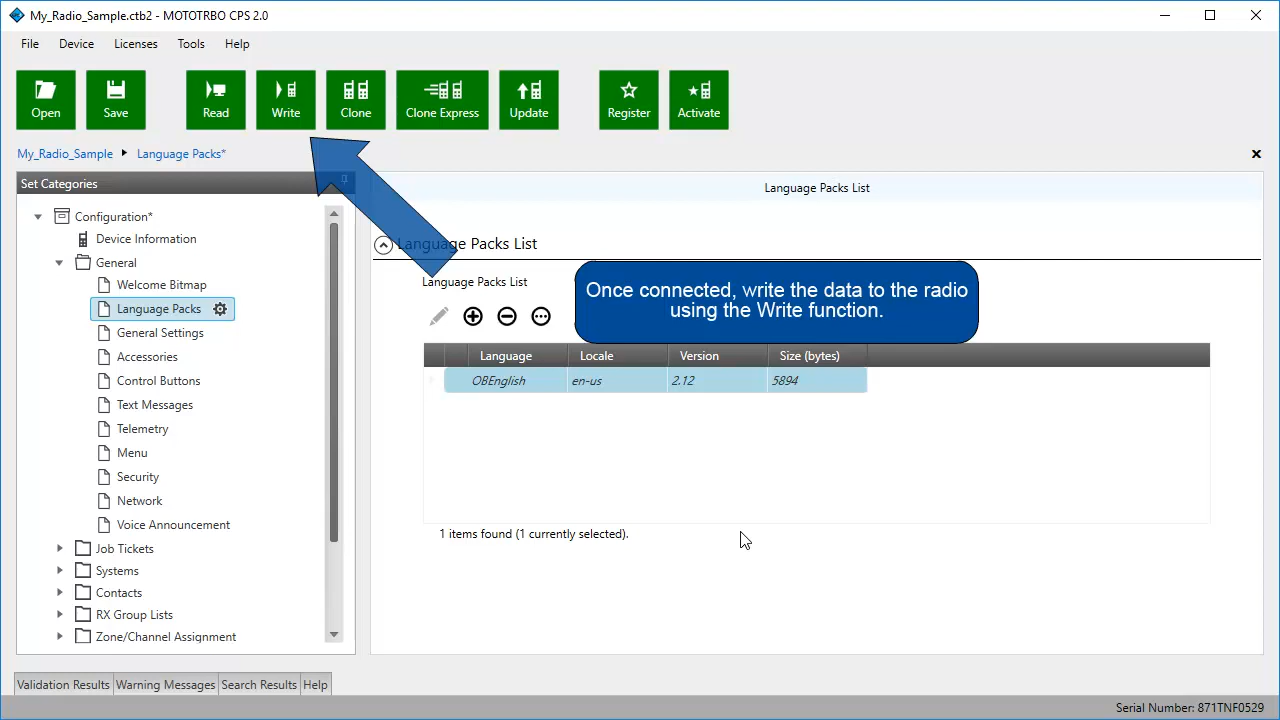 My_Radio_Sample.ctb2 - MOTOTRBO CPS 2.0
File Device Licenses Tools Help
Open Save Read Write Clone Clone Express Update Register Activate
My_Radio_Sample Language Packs*
Set Categories
Configuration*
Device Information
General
Welcome Bitmap
Language Packs
General Settings
Accessories
Control Buttons
Text Messages
Telemetry
Menu
Security
Network
Voice Announcement
Job Tickets
Systems
Contacts
RX Group Lists
Zone/Channel Assignment
Language Packs List
Language Packs List
Language Packs List
Once connected, write the data to the radio
using the Write function.
Language Locale Version Size (bytes)
OBEnglish en-us 2.12 5894
1 items found (1 currently selected).
Validation Results Warning Messages Search Results Help
Serial Number: 871TNF0529